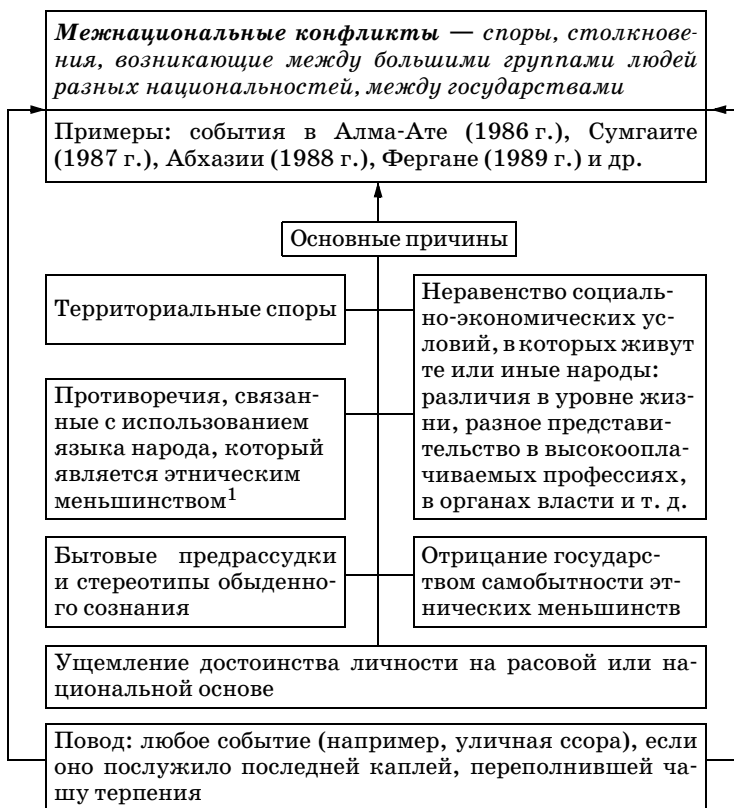 Межнациональные конфликты — споры, столкнове-
ния, возникающие между большими группами людей
разных национальностей, между государствами
Примеры: события в Алма-Ате (1986 г.), Сумгаите
(1987 г.), Абхазии (1988 г.), Фергане (1989 г.) и др.
Основные причины
Территориальные споры
Неравенство социаль-
но-экономических ус-
ловий, в которых живут
те или иные народы:
различия в уровне жиз-
ни, разное представи-
тельство в высокоопла-
чиваемых профессиях,
в органах власти и т. д.
Противоречия, связан-
ные с использованием
языка народа, который
является этническим
меньшинством1
Бытовые предрассудки
и стереотипы обыденно-
го сознания
Отрицание государс-
твом самобытности эт-
нических меньшинств
Ущемление достоинства личности на расовой или на-
циональной основе
Повод: любое событие (например, уличная ссора), если
оно послужило последней каплей, переполнившей ча-
шу терпения